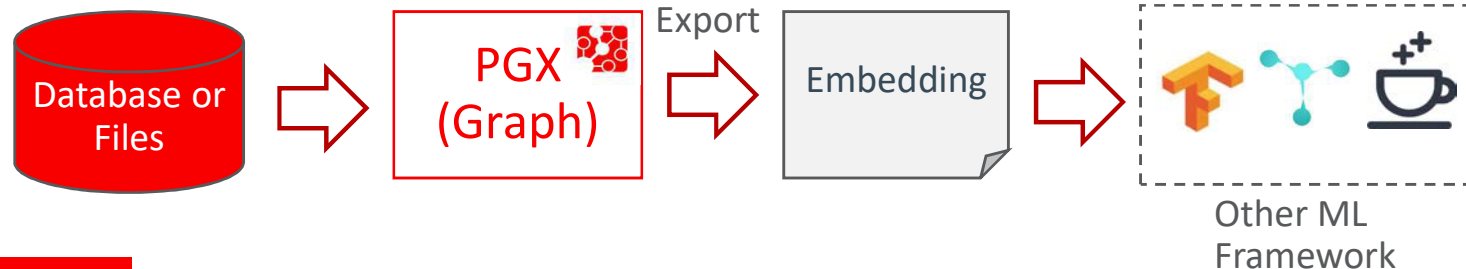 Database or
Files
PGX
(Graph)
Export
Embedding
Other ML
Framework